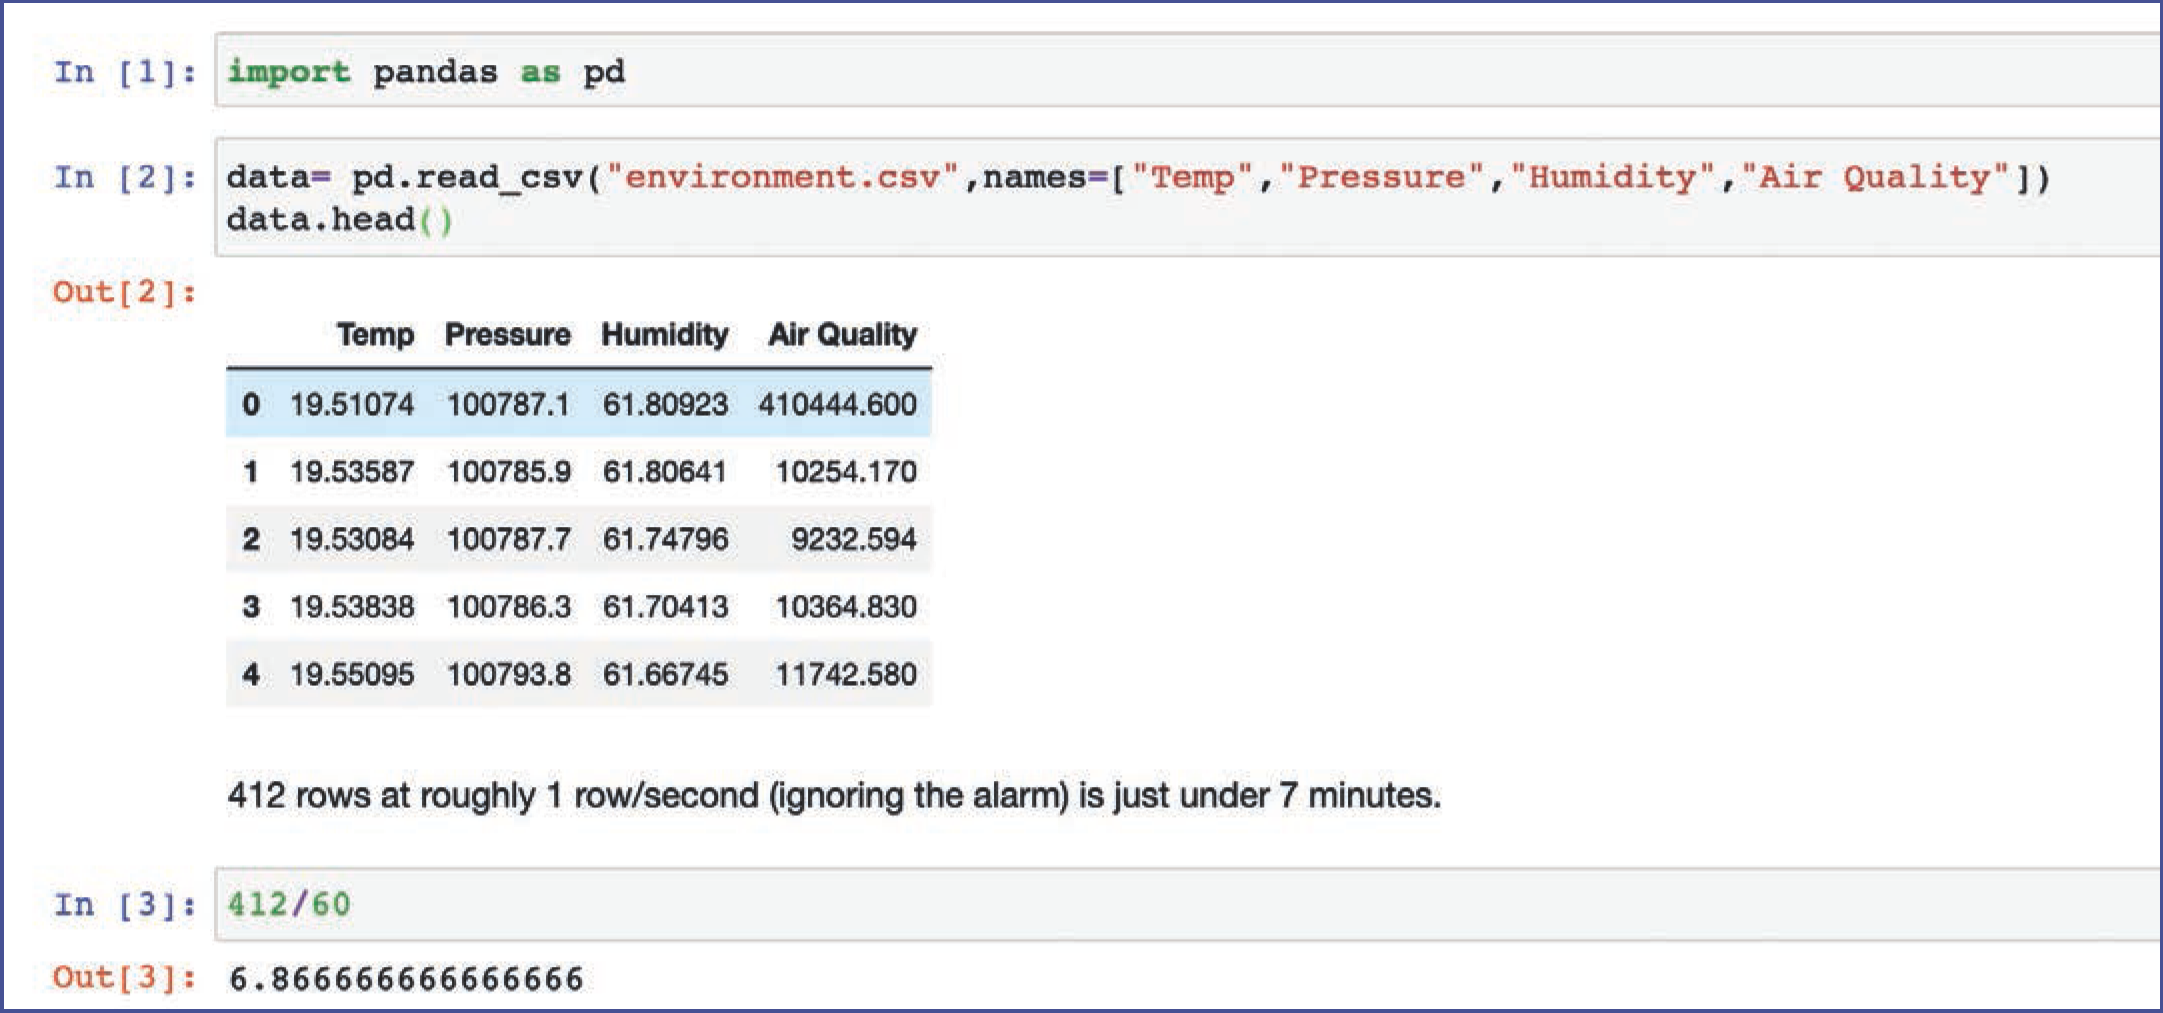 In [1]: import pandas as pd
In [2]: data= pd.read_csv("environment.csv",names=["Temp","Pressure","Humidity","Air Quality"])
data.head()
Out[2]:
Temp Pressure Humidity Air Quality
0 19.51074 100787.1 61.80923 410444.600
1 19.53587 100785.9 61.80641 10254.170
2 19.53084 100787.7 61.74796 9232.594
3 19.53838 100786.3 61.70413 10364.830
4 19.55095 100793.8 61.66745 11742.580
412 rows at roughly 1 row/second (ignoring the alarm) is just under 7 minutes.
In [3]: 412/60
Out[3]: 6.866666666666666